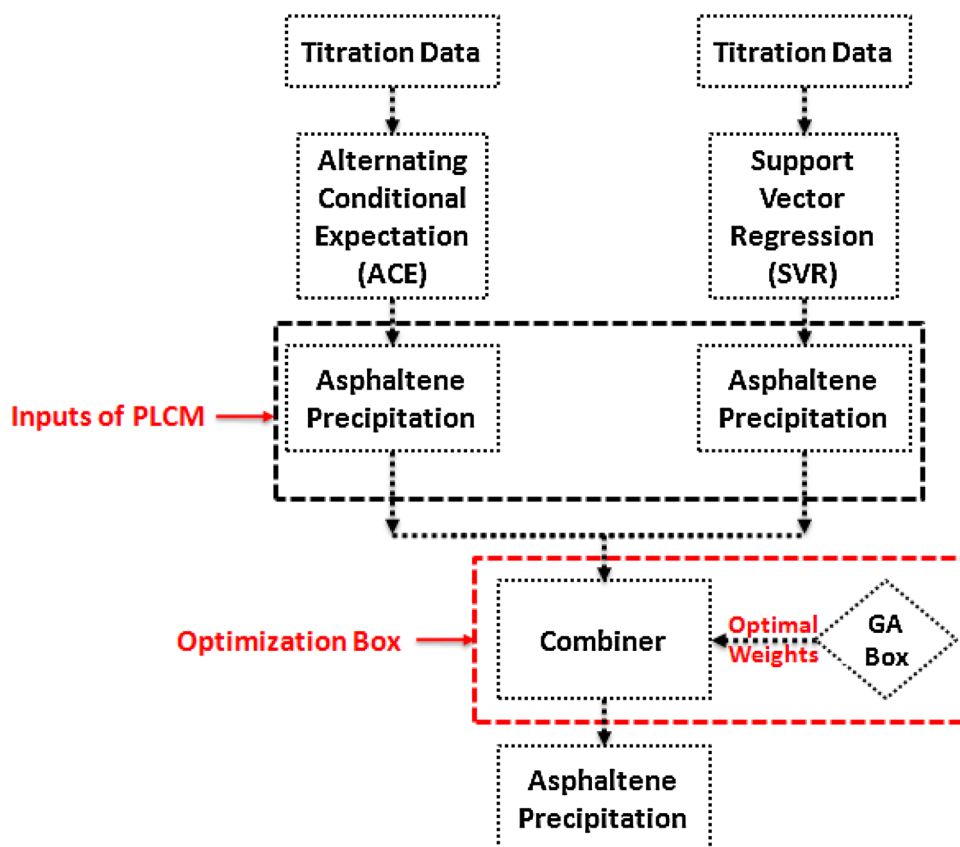 Titration Data
Titration Data
Alternating
Conditional
Expectation
(ACE)
Support
Vector
Regression
(SVR)
Inputs of PLCM
Asphaltene
Precipitation
Asphaltene
Precipitation
Optimization Box
Combiner
Optimal
Weights
GA
Box
Asphaltene
Precipitation